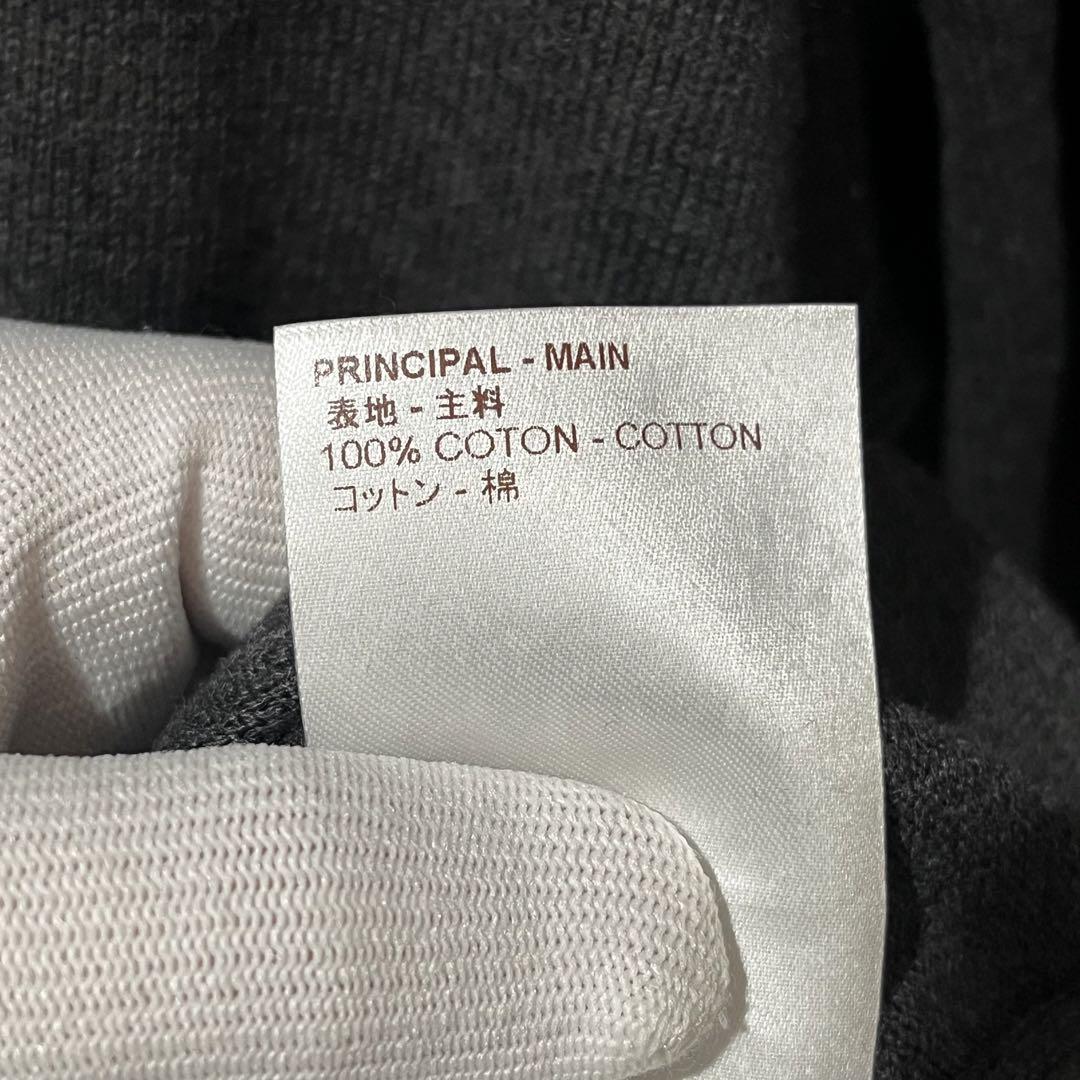 PRINCIPAL - MAIN
表地 - 主料
100% COTON - COTTON
コットン - 棉